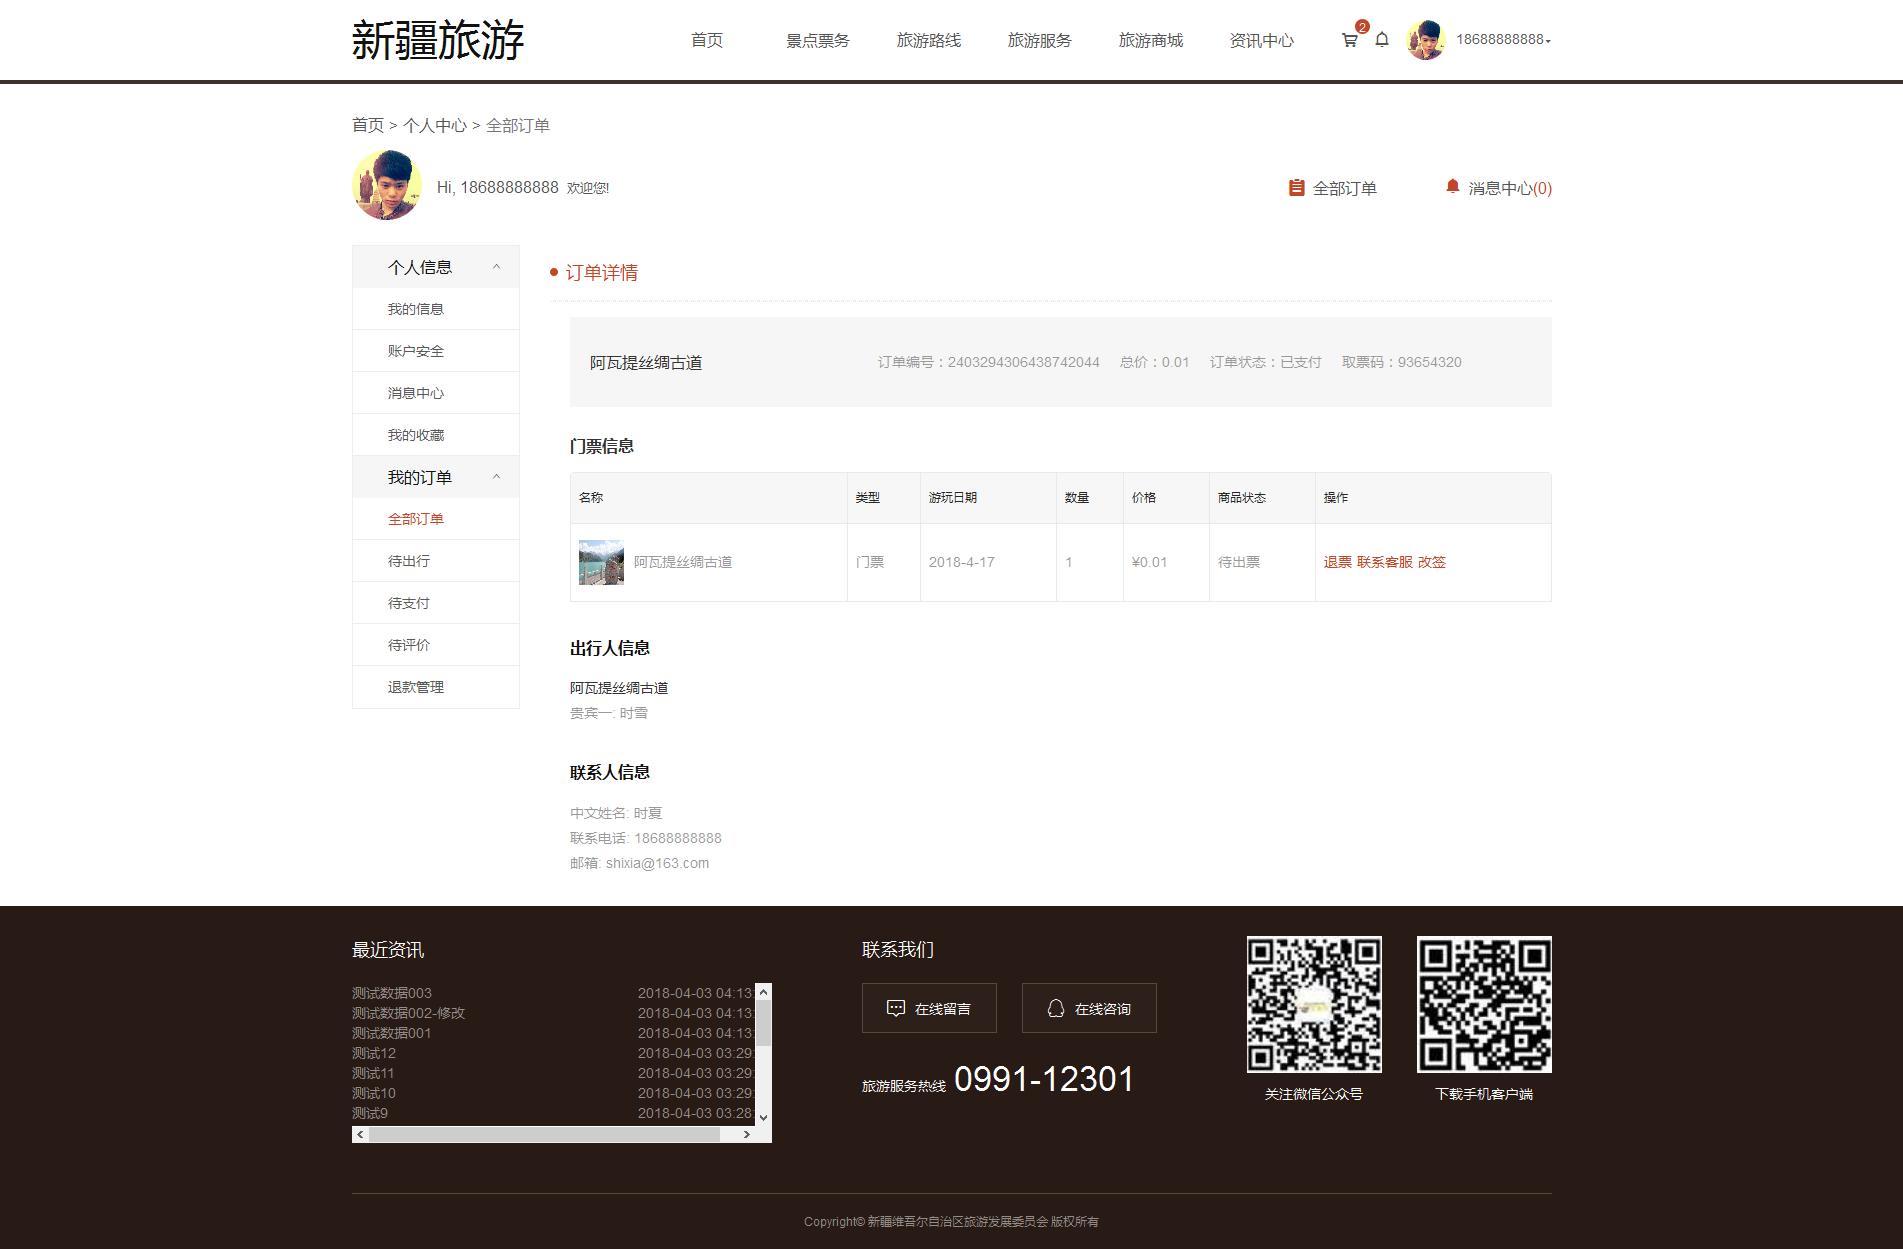 新疆旅游
首页 景点票务 旅游路线 旅游服务 旅游商城 资讯中心 2 18688888888
首页 > 个人中心 > 全部订单
Hi, 18688888888 欢迎您!
全部订单 消息中心(0)
个人信息
我的信息
账户安全
消息中心
我的收藏
我的订单
全部订单
待出行
待支付
待评价
退款管理
订单详情
阿瓦提丝绸古道 订单编号：2403294306438742044 总价：0.01 订单状态：已支付 取票码：93654320
门票信息
名称 类型 游玩日期 数量 价格 商品状态 操作
阿瓦提丝绸古道 门票 2018-4-17 1 ¥0.01 待出票 退票 联系客服 改签
出行人信息
阿瓦提丝绸古道
贵宾一: 时雪
联系人信息
中文姓名: 时夏
联系电话: 18688888888
邮箱: shixia@163.com
最近资讯
测试数据003 2018-04-03 04:13:
测试数据002-修改 2018-04-03 04:13:
测试数据001 2018-04-03 04:13:
测试12 2018-04-03 03:29:
测试11 2018-04-03 03:29:
测试10 2018-04-03 03:29:
测试9 2018-04-03 03:28:
联系我们
在线留言 在线咨询
旅游服务热线 0991-12301
关注微信公众号 下载手机客户端
Copyright© 新疆维吾尔自治区旅游发展委员会 版权所有